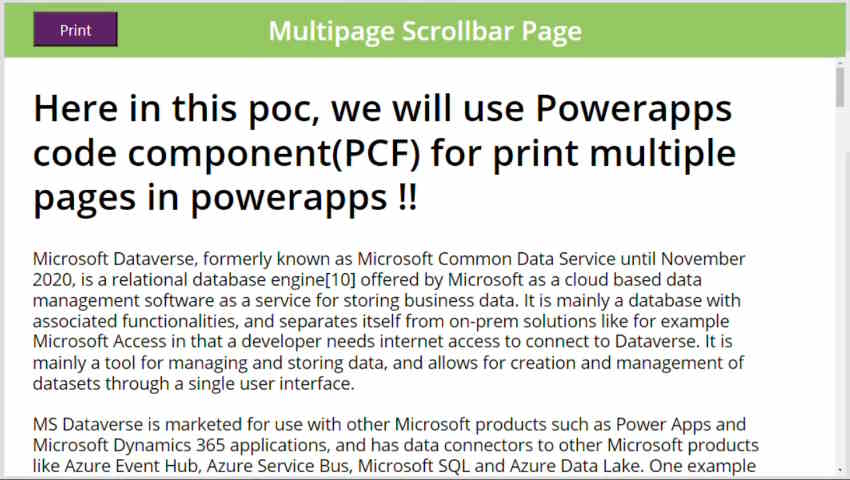 Print
Multipage Scrollbar Page
Here in this poc, we will use Powerapps
code component(PCF) for print multiple
pages in powerapps !!
Microsoft Dataverse, formerly known as Microsoft Common Data Service until November
2020, is a relational database engine[10] offered by Microsoft as a cloud based data
management software as a service for storing business data. It is mainly a database with
associated functionalities, and separates itself from on-prem solutions like for example
Microsoft Access in that a developer needs internet access to connect to Dataverse. It is
mainly a tool for managing and storing data, and allows for creation and management of
datasets through a single user interface.
MS Dataverse is marketed for use with other Microsoft products such as Power Apps and
Microsoft Dynamics 365 applications, and has data connectors to other Microsoft products
like Azure Event Hub, Azure Service Bus, Microsoft SQL and Azure Data Lake. One example